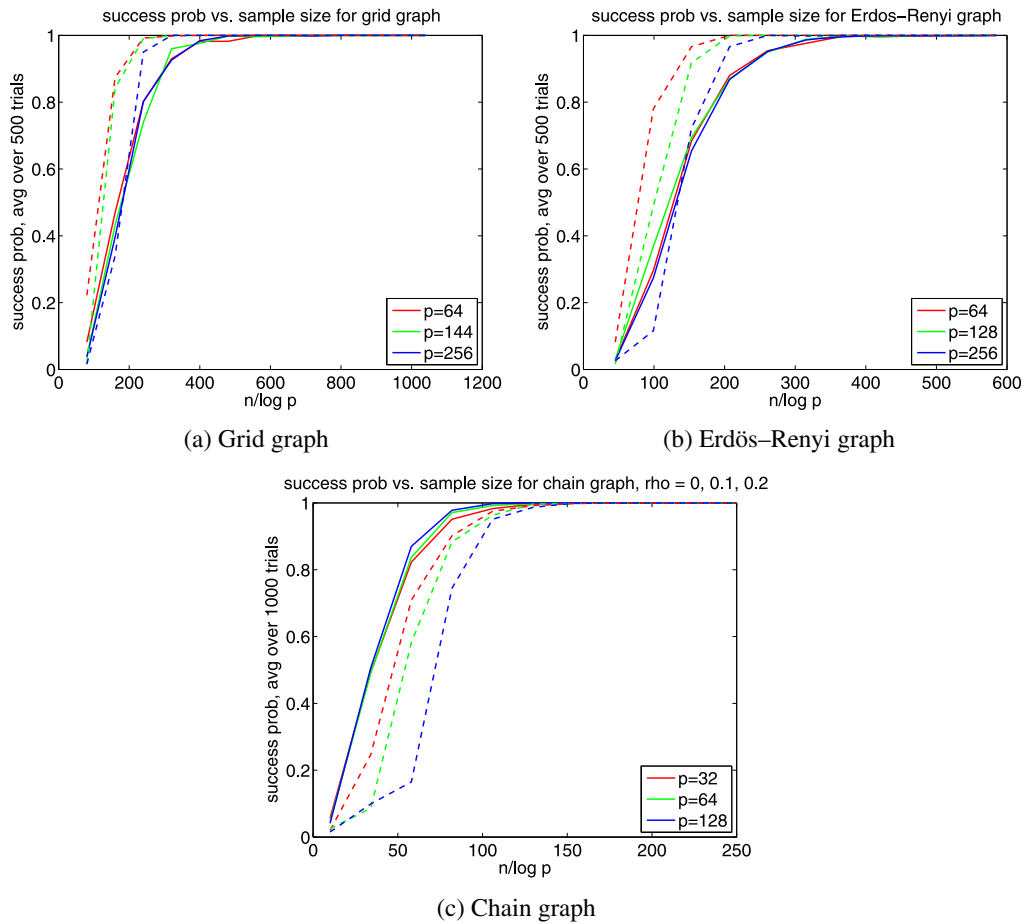 success prob vs. sample size for grid graph
success prob, avg over 500 trials
1
0.8
0.6
0.4
0.2
0
0 200 400 600 800 1000 1200
n/log p
p=64
p=144
p=256
(a) Grid graph
success prob vs. sample size for Erdos–Renyi graph
success prob, avg over 500 trials
1
0.8
0.6
0.4
0.2
0
0 100 200 300 400 500 600
n/log p
p=64
p=128
p=256
(b) Erdös–Renyi graph
success prob vs. sample size for chain graph, rho = 0, 0.1, 0.2
success prob, avg over 1000 trials
1
0.8
0.6
0.4
0.2
0
0 50 100 150 200 250
n/log p
p=32
p=64
p=128
(c) Chain graph